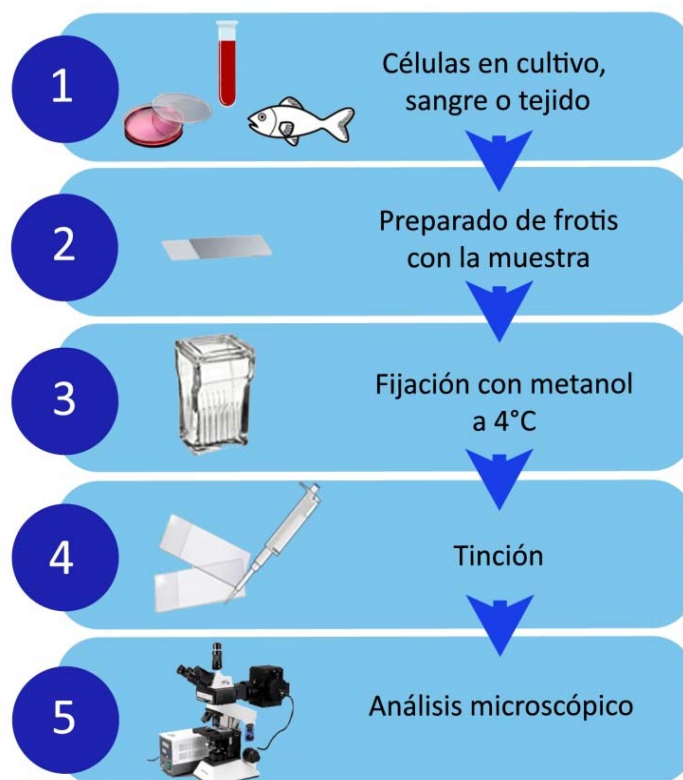 1
Células en cultivo,
sangre o tejido
2
Preparado de frotis
con la muestra
3
Fijación con metanol
a 4°C
4
Tinción
5
Análisis microscópico